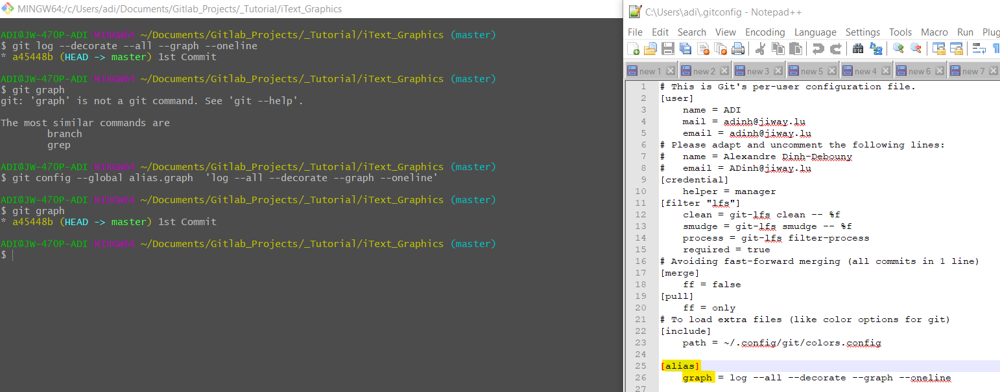 MINGW64:/c/Users/adi/Documents/Gitlab_Projects/_Tutorial/iText_Graphics
ADI@JW-47OP-ADI MINGW64 ~/Documents/Gitlab_Projects/_Tutorial/iText_Graphics (master)
$ git log --decorate --all --graph --oneline
* a45448b (HEAD -> master) 1st Commit
ADI@JW-47OP-ADI MINGW64 ~/Documents/Gitlab_Projects/_Tutorial/iText_Graphics (master)
$ git graph
git: 'graph' is not a git command. See 'git --help'.
The most similar commands are
branch
grep
ADI@JW-47OP-ADI MINGW64 ~/Documents/Gitlab_Projects/_Tutorial/iText_Graphics (master)
$ git config --global alias.graph  'log --all --decorate --graph --oneline'
ADI@JW-47OP-ADI MINGW64 ~/Documents/Gitlab_Projects/_Tutorial/iText_Graphics (master)
$ git graph
* a45448b (HEAD -> master) 1st Commit
ADI@JW-47OP-ADI MINGW64 ~/Documents/Gitlab_Projects/_Tutorial/iText_Graphics (master)
$
C:\Users\adi\.gitconfig - Notepad++
File Edit Search View Encoding Language Settings Tools Macro Run Plug
new 1 new 2 new 3 new 5 new 4 new 6 new 7
1 # This is Git's per-user configuration file.
2 [user]
3 name = ADI
4 mail = adinh@jiway.lu
5 email = adinh@jiway.lu
6 # Please adapt and uncomment the following lines:
7 # name = Alexandre Dinh-Debouny
8 # email = ADinh@jiway.lu
9 [credential]
10 helper = manager
11 [filter "lfs"]
12 clean = git-lfs clean -- %f
13 smudge = git-lfs smudge -- %f
14 process = git-lfs filter-process
15 required = true
16 # Avoiding fast-forward merging (all commits in 1 line)
17 [merge]
18 ff = false
19 [pull]
20 ff = only
21 # To load extra files (like color options for git)
22 [include]
23 path = ~/.config/git/colors.config
24
25 [alias]
26 graph = log --all --decorate --graph --oneline
27